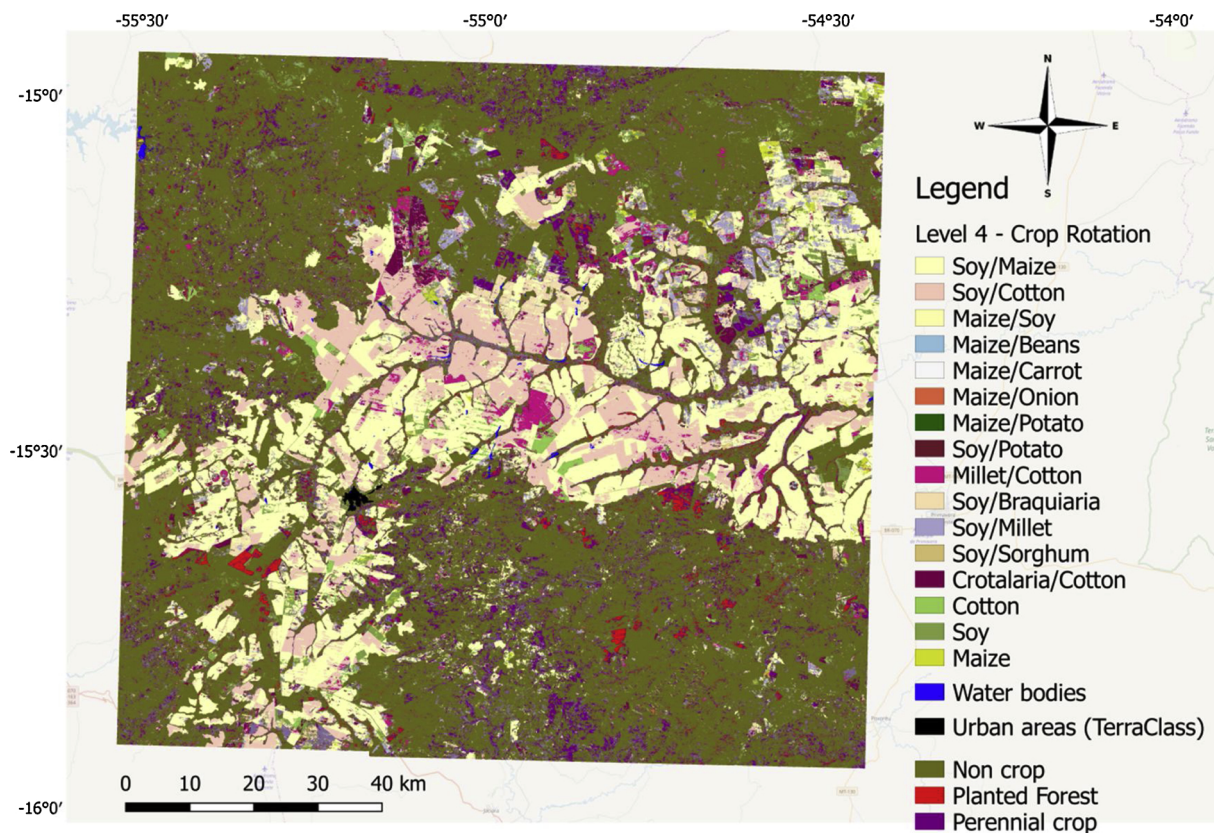 -55°30'
-55°0'
-54°30'
-54°0'
-15°0'
-15°30'
-16°0'
N
W
E
S
Legend
Level 4 - Crop Rotation
Soy/Maize
Soy/Cotton
Maize/Soy
Maize/Beans
Maize/Carrot
Maize/Onion
Maize/Potato
Soy/Potato
Millet/Cotton
Soy/Braquiaria
Soy/Millet
Soy/Sorghum
Crotalaria/Cotton
Cotton
Soy
Maize
Water bodies
Urban areas (TerraClass)
Non crop
Planted Forest
Perennial crop
0 10 20 30 40 km